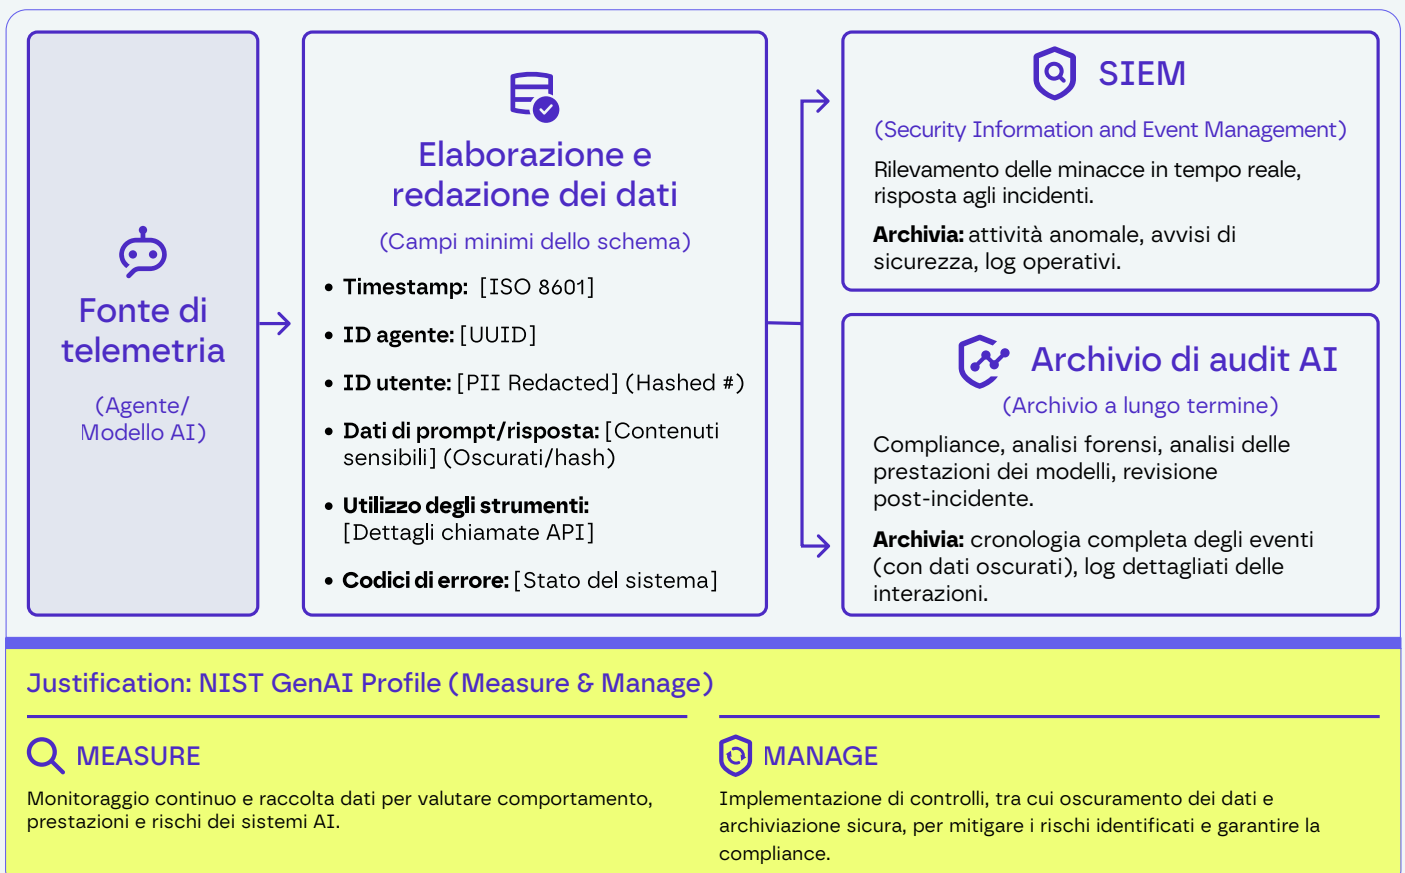 Fonte di
telemetria
(Agente/
Modello AI)
Elaborazione e
redazione dei dati
(Campi minimi dello schema)
• Timestamp: [ISO 8601]
• ID agente: [UUID]
• ID utente: [PII Redacted] (Hashed #)
• Dati di prompt/risposta: [Contenuti
sensibili] (Oscurati/hash)
• Utilizzo degli strumenti:
[Dettagli chiamate API]
• Codici di errore: [Stato del sistema]
SIEM
(Security Information and Event Management)
Rilevamento delle minacce in tempo reale,
risposta agli incidenti.
Archivia: attività anomale, avvisi di
sicurezza, log operativi.
Archivio di audit AI
(Archivio a lungo termine)
Compliance, analisi forensi, analisi delle
prestazioni dei modelli, revisione
post-incidente.
Archivia: cronologia completa degli eventi
(con dati oscurati), log dettagliati delle
interazioni.
Justification: NIST GenAI Profile (Measure & Manage)
MEASURE
Monitoraggio continuo e raccolta dati per valutare comportamento,
prestazioni e rischi dei sistemi AI.
MANAGE
Implementazione di controlli, tra cui oscuramento dei dati e
archiviazione sicura, per mitigare i rischi identificati e garantire la
compliance.